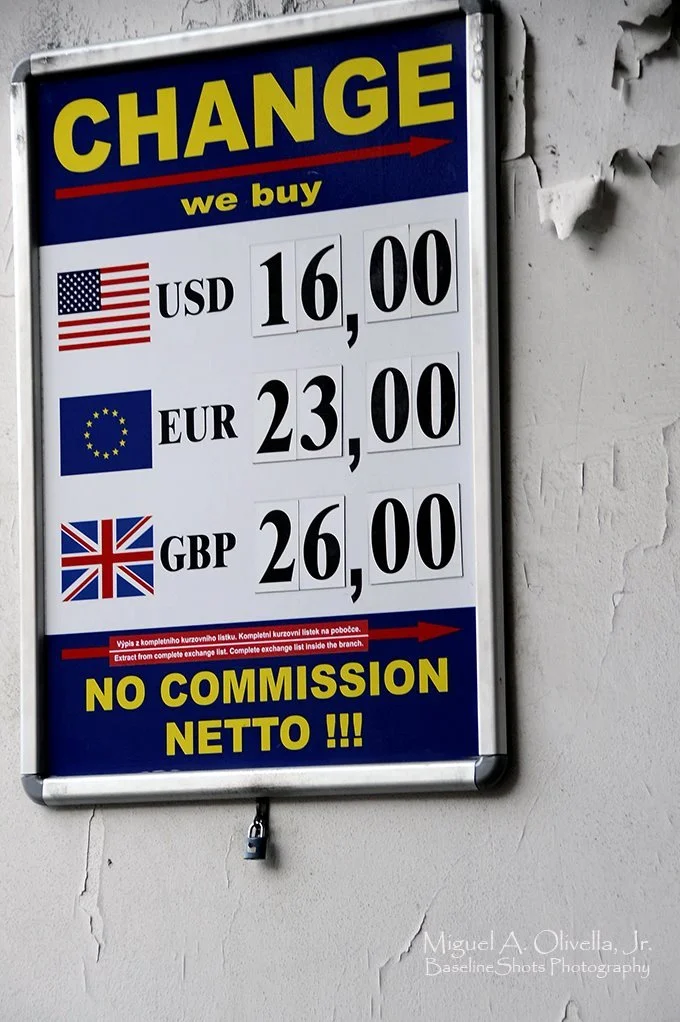 CHANGE
we buy
USD 16,00
EUR 23,00
GBP 26,00
Výpis z kompletního kurzovního lístku. Kompletní kurzovní lístek na pobočce.
Extract from complete exchange list. Complete exchange list inside the branch.
NO COMMISSION
NETTO !!!
Miguel A. Olivella, Jr.
BaselineShots Photography